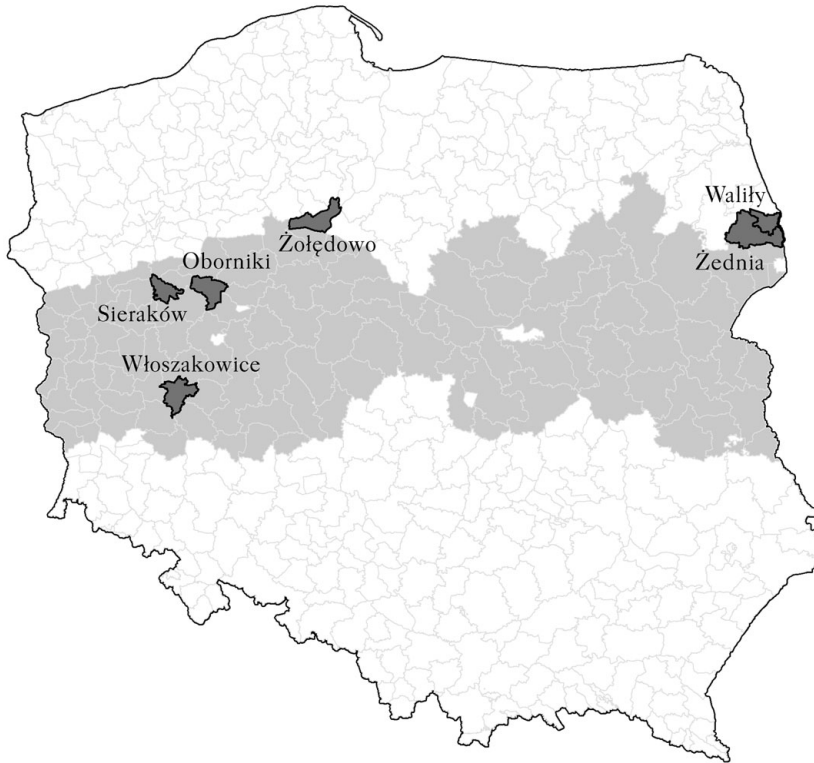 Waliły
Żołędowo
Żednia
Oborniki
Sieraków
Włoszakowice